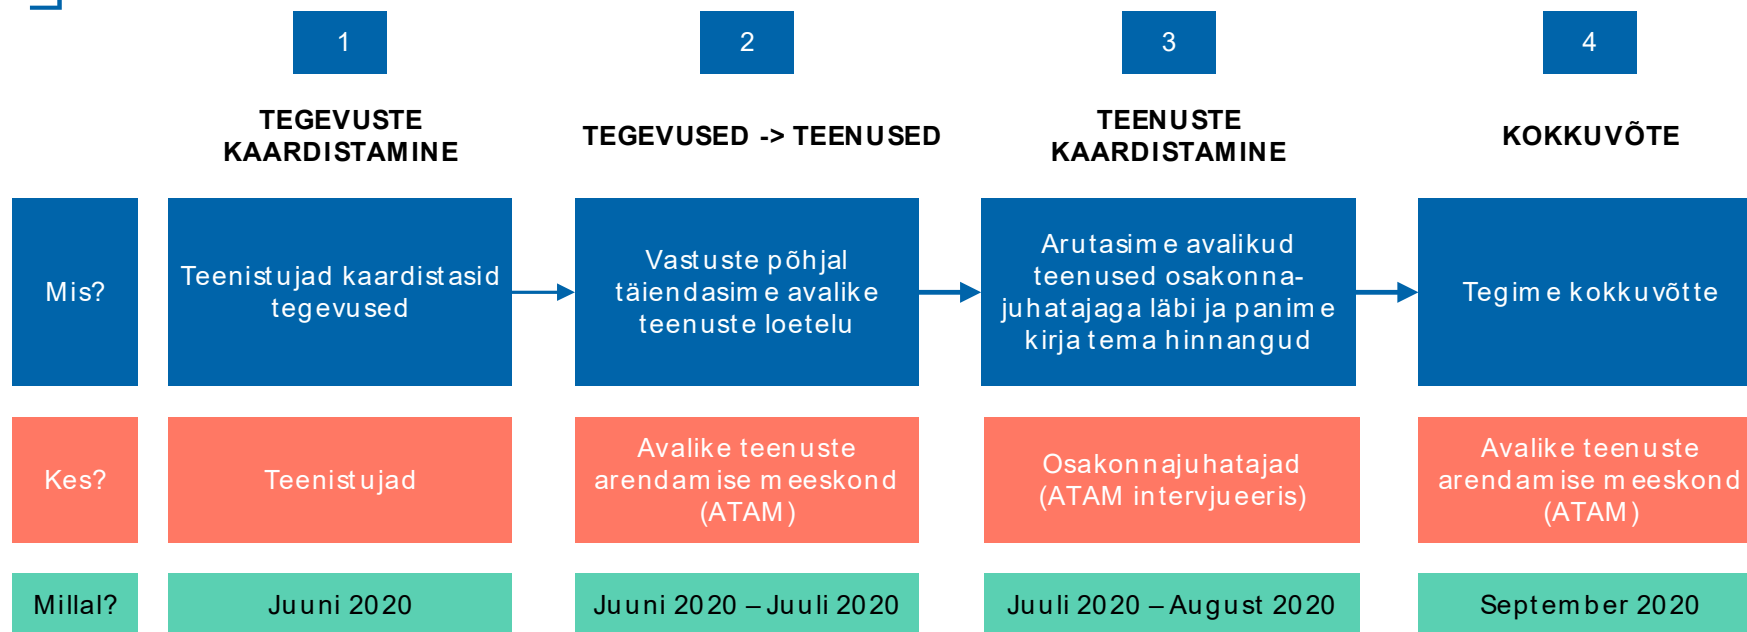 1
2
3
4
TEGEVUSTE
KAARDISTAMINE
TEGEVUSED -> TEENUSED
TEENUSTE
KAARDISTAMINE
KOKKUVÕTE
Mis?
Teenistujad kaardistasid
tegevused
Vastuste põhjal
täiendasime avalike
teenuste loetelu
Arutasime avalikud
teenused osakonna-
juhatajaga läbi ja panime
kirja tema hinnangud
Tegime kokkuvõtte
Kes?
Teenistujad
Avalike teenuste
arendamise meeskond
(ATAM)
Osakonnajuhatajad
(ATAM intervjueeris)
Avalike teenuste
arendamise meeskond
(ATAM)
Millal?
Juuni 2020
Juuni 2020 – Juuli 2020
Juuli 2020 – August 2020
September 2020